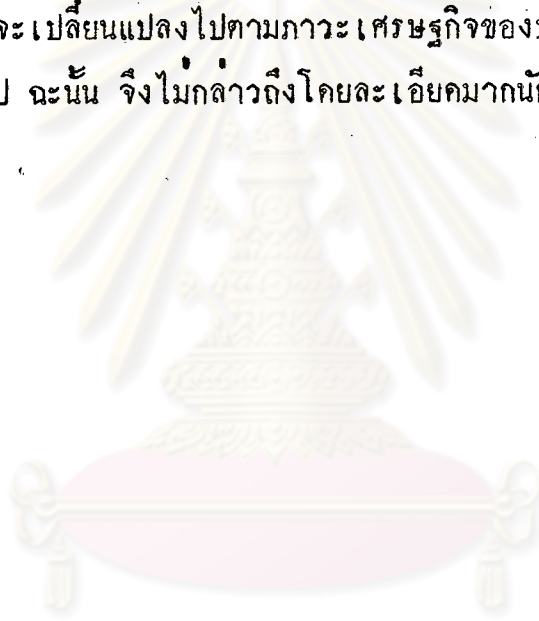 จะเปลี่ยนแปลงไปตามภาวะเศรษฐกิจของ
ฉะนั้น จึงไม่กล่าวถึงโดยละเอียดมากนัก